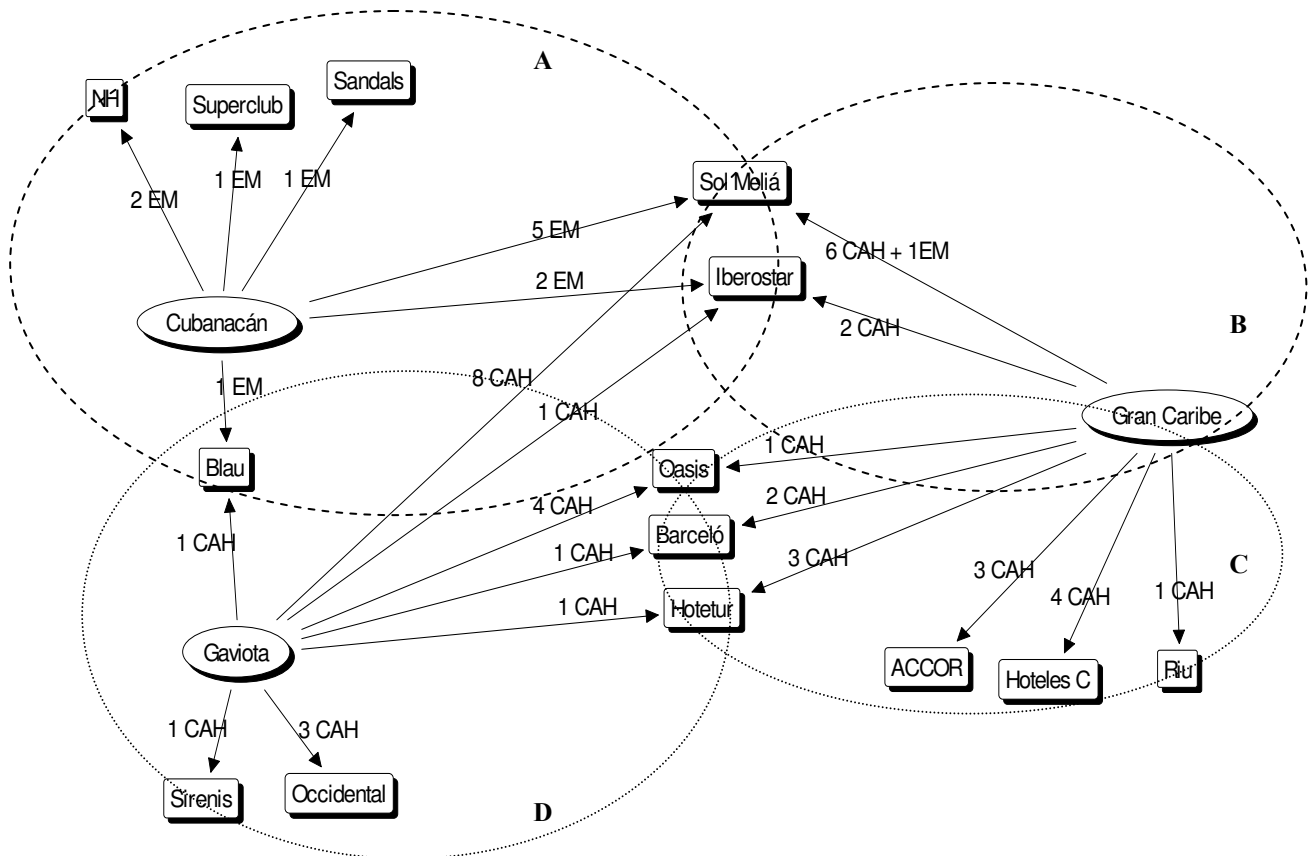 A
Sandals
NH
Superclub
1 EM
1 EM
2 EM
Sol Meliá
5 EM
6 CAH + 1EM
Iberostar
2 EM
Cubanacán
2 CAH
B
8 CAH
1 EM
1 CAH
Gran Caribe
1 CAH
Blau
Oasis
4 CAH
2 CAH
Barceló
1 CAH
1 CAH
3 CAH
C
3 CAH
1 CAH
4 CAH
1 CAH
Hotetur
Gaviota
ACCOR
Hoteles C
Riu
1 CAH
3 CAH
Sirenis
Occidental
D